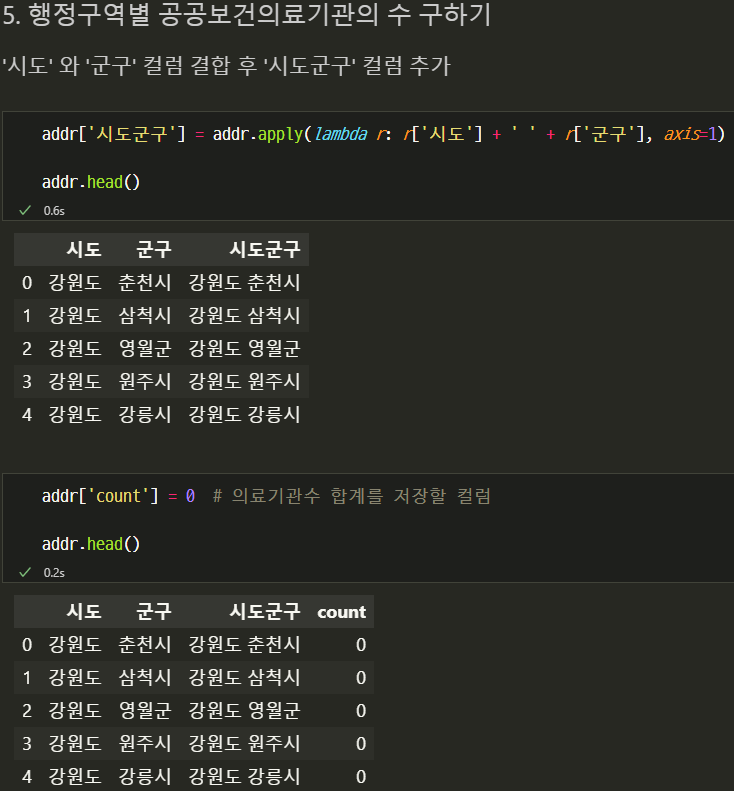 5. 행정구역별 공공보건의료기관의 수 구하기
'시도' 와 '군구' 컬럼 결합 후 '시도군구' 컬럼 추가
addr['시도군구'] = addr.apply(lambda r: r['시도'] + ' ' + r['군구'], axis=1)
addr.head()
✓ 0.6s
시도 군구 시도군구
0 강원도 춘천시 강원도 춘천시
1 강원도 삼척시 강원도 삼척시
2 강원도 영월군 강원도 영월군
3 강원도 원주시 강원도 원주시
4 강원도 강릉시 강원도 강릉시
addr['count'] = 0 # 의료기관수 합계를 저장할 컬럼
addr.head()
✓ 0.2s
시도 군구 시도군구 count
0 강원도 춘천시 강원도 춘천시 0
1 강원도 삼척시 강원도 삼척시 0
2 강원도 영월군 강원도 영월군 0
3 강원도 원주시 강원도 원주시 0
4 강원도 강릉시 강원도 강릉시 0